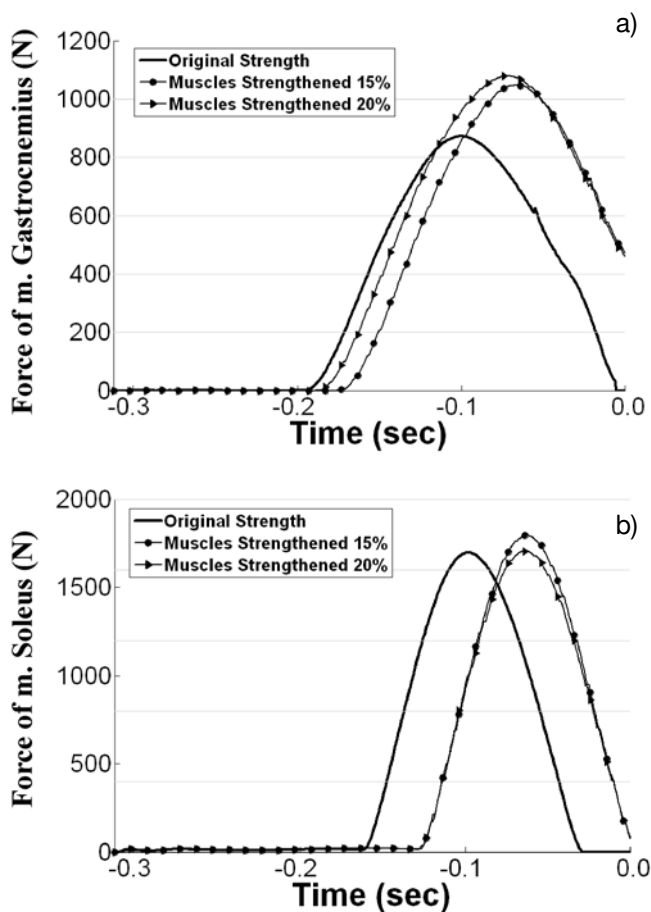 a)
Force of m. Gastrocnemius (N)
1200
1000
800
600
400
200
0
Original Strength
Muscles Strengthened 15%
Muscles Strengthened 20%
-0.3
-0.2
-0.1
0.0
Time (sec)
b)
Force of m. Soleus (N)
2000
1500
1000
500
0
Original Strength
Muscles Strengthened 15%
Muscles Strengthened 20%
-0.3
-0.2
-0.1
0.0
Time (sec)